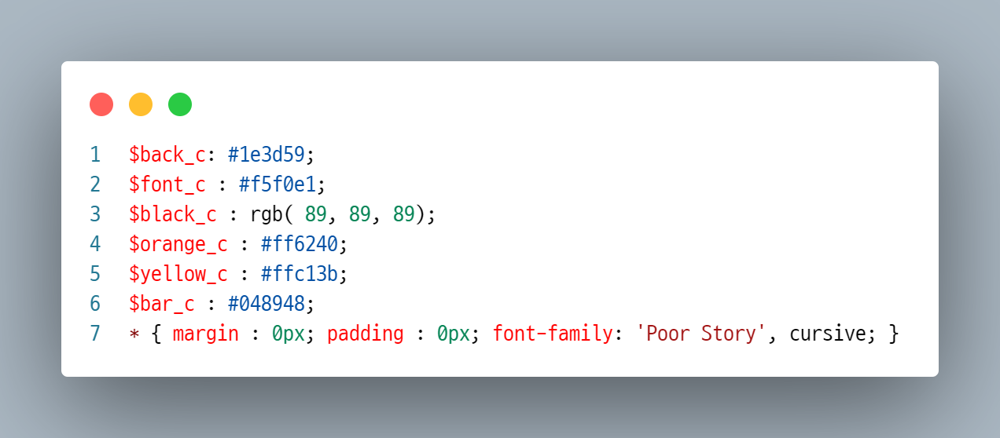 1 $back_c: #1e3d59;
2 $font_c : #f5f0e1;
3 $black_c : rgb( 89, 89, 89);
4 $orange_c : #ff6240;
5 $yellow_c : #ffc13b;
6 $bar_c : #048948;
7 * { margin : 0px; padding : 0px; font-family: 'Poor Story', cursive; }